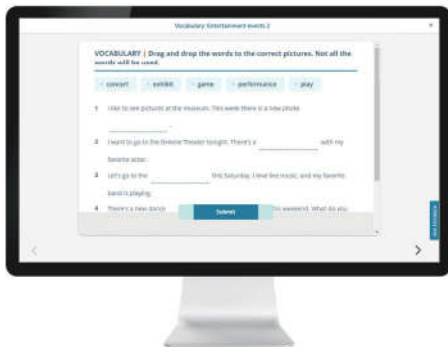 Vocabulary: Entertainment events 2
VOCABULARY | Drag and drop the words to the correct pictures. Not all the
words will be used.
concert exhibit game performance play
1 I like to see pictures at the museum. This week there is a new photo
____________ .
2 I want to go to the Greene Theater tonight. There's a ____________ with my
favorite actor.
3 Let's go to the ____________ this Saturday. I love live music, and my favorite
band is playing.
4 There's a new dance this weekend. What do you
Submit